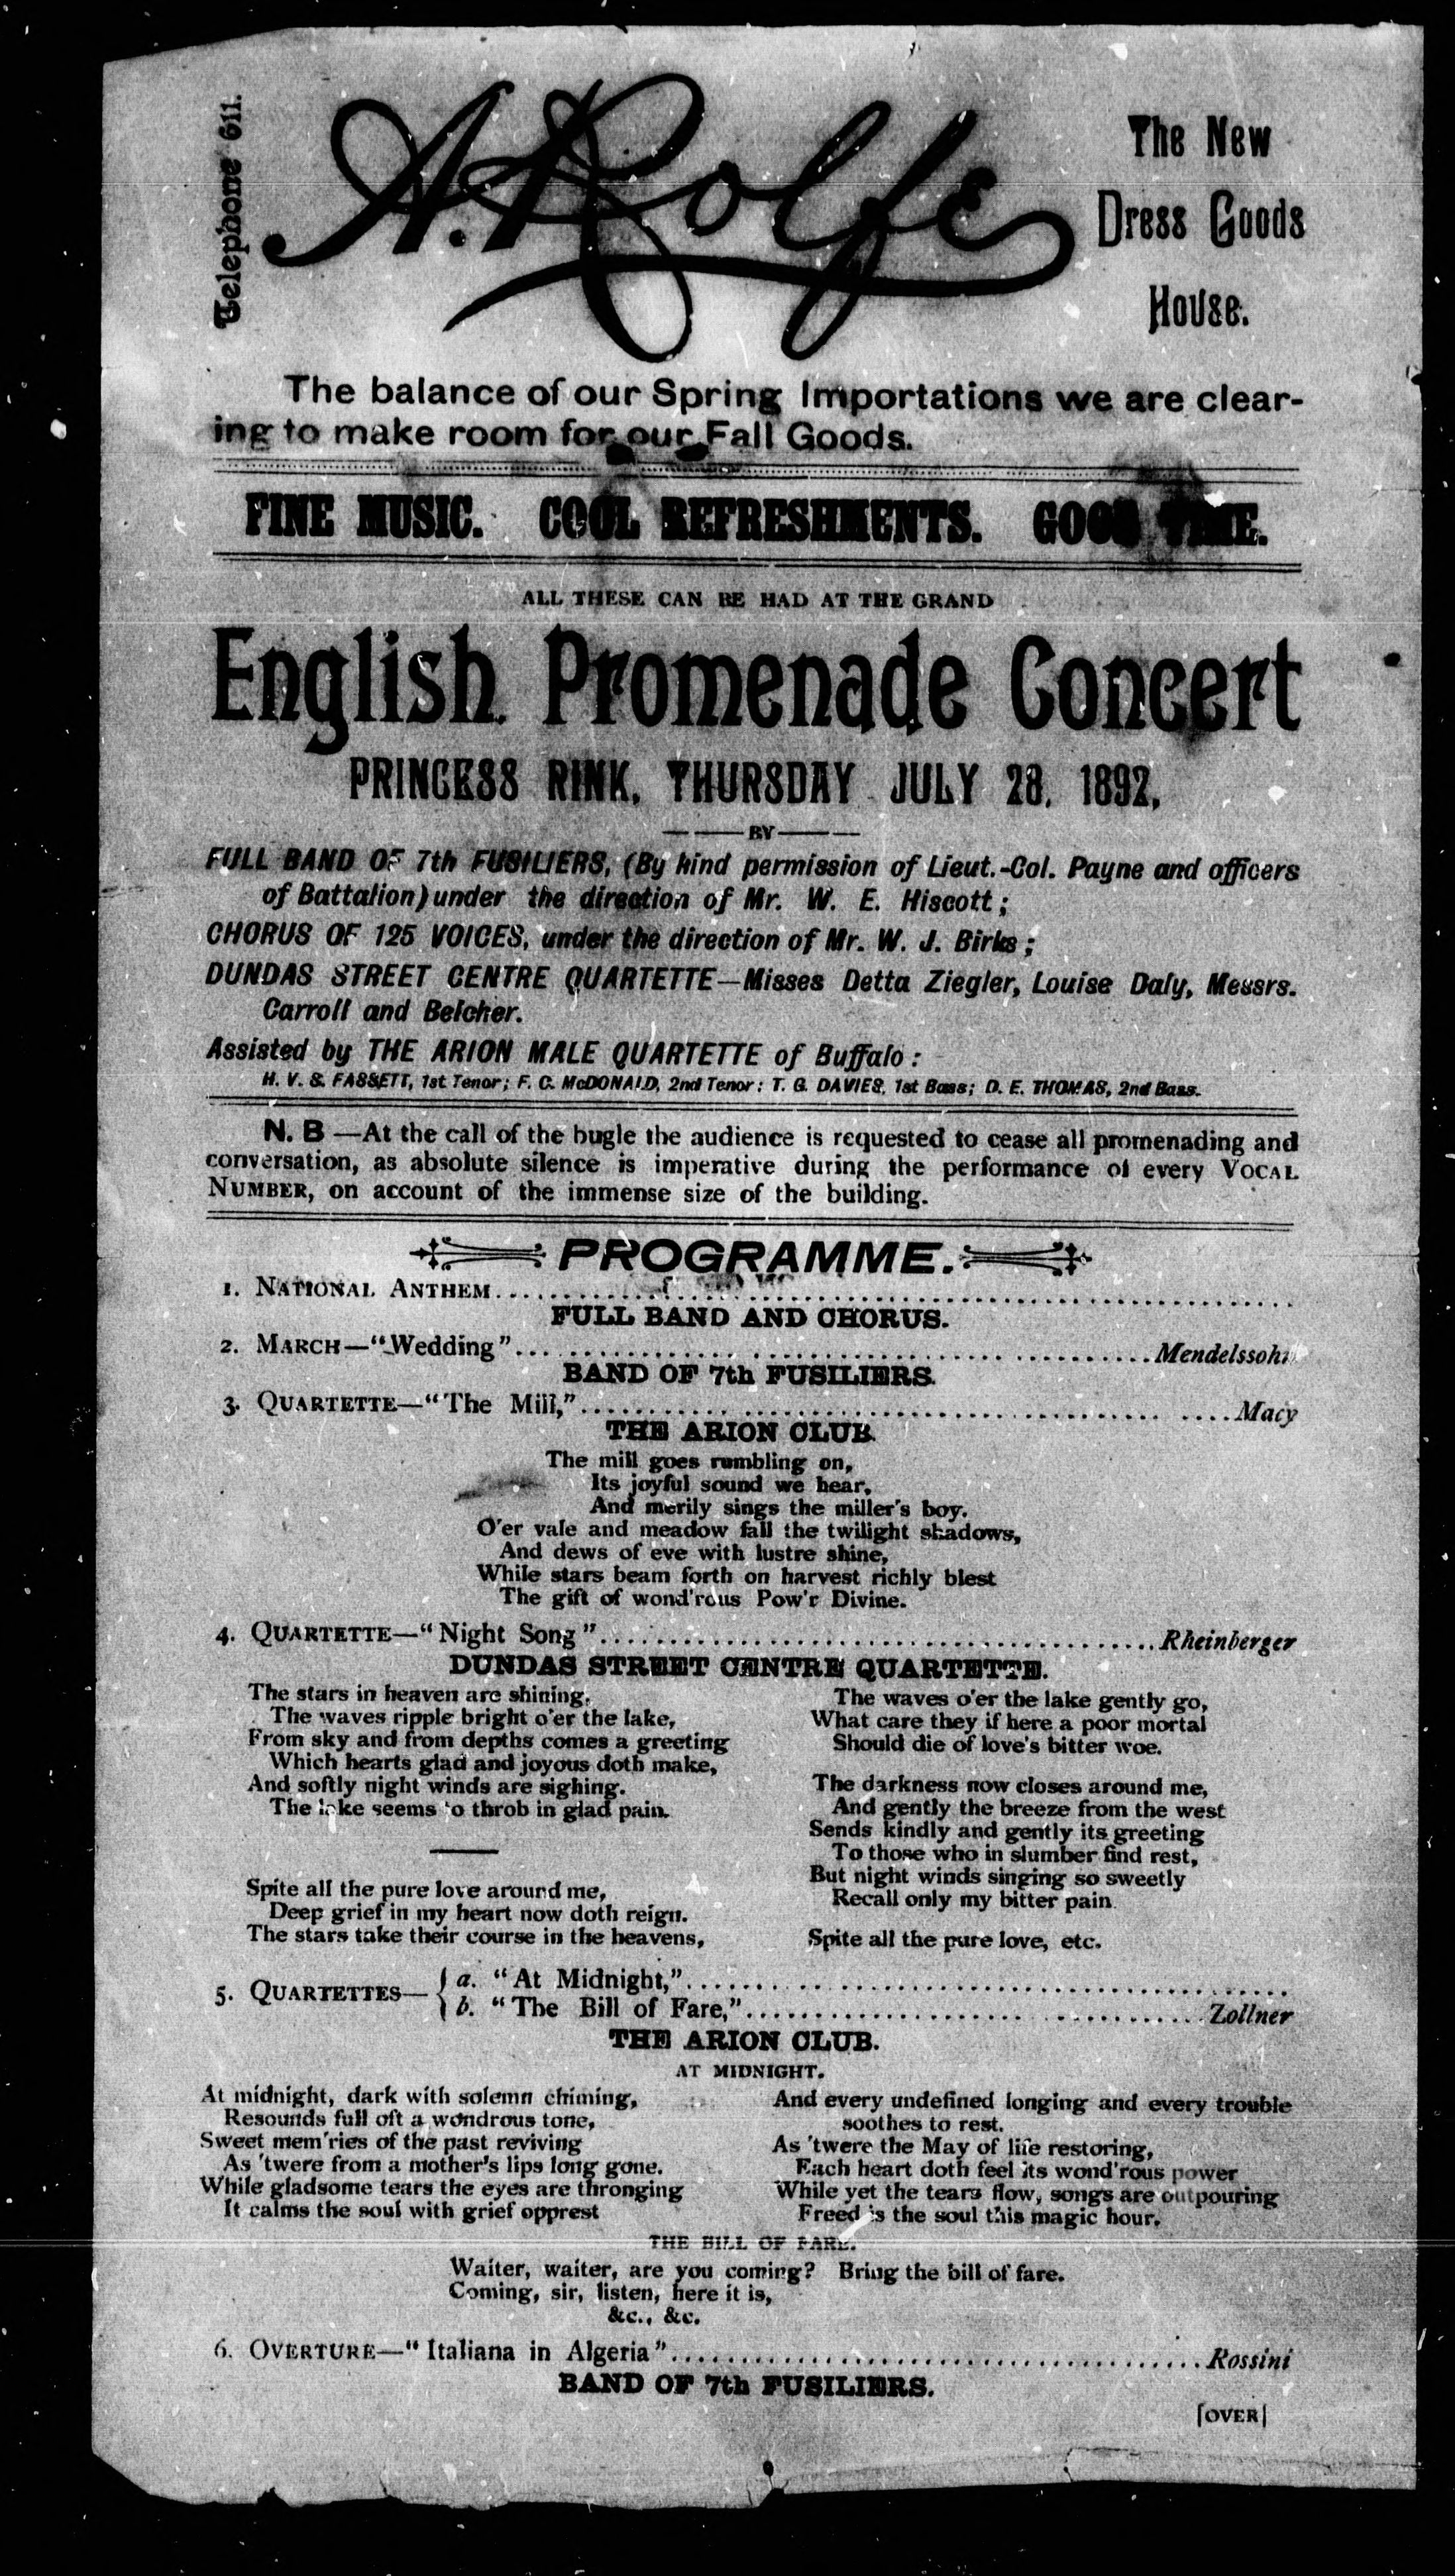 Telephone 611.
A. Rolfe
The New
Dress Goods
House.
The balance of our Spring Importations we are clear-
ing to make room for our Fall Goods.
FINE MUSIC. COOL REFRESHMENTS. GOOD TIME.
ALL THESE CAN BE HAD AT THE GRAND
English Promenade Concert
PRINCESS RINK, THURSDAY JULY 28, 1892,
BY
FULL BAND OF 7th FUSILIERS, (By kind permission of Lieut.-Col. Payne and officers
of Battalion) under the direction of Mr. W. E. Hiscott;
CHORUS OF 125 VOICES, under the direction of Mr. W. J. Birks;
DUNDAS STREET CENTRE QUARTETTE—Misses Detta Ziegler, Louise Daly, Messrs.
Carroll and Belcher.
Assisted by THE ARION MALE QUARTETTE of Buffalo:
H. V. S. FASSETT, 1st Tenor; F. C. McDONALD, 2nd Tenor: T. G. DAVIES, 1st Bass; D. E. THOMAS, 2nd Bass.
N. B —At the call of the bugle the audience is requested to cease all promenading and
conversation, as absolute silence is imperative during the performance of every VOCAL
NUMBER, on account of the immense size of the building.
PROGRAMME.
1. NATIONAL ANTHEM
FULL BAND AND CHORUS.
2. MARCH—"Wedding" Mendelssohn
BAND OF 7th FUSILIERS.
3. QUARTETTE—"The Mill," Macy
THE ARION CLUB.
The mill goes rumbling on,
Its joyful sound we hear,
And merily sings the miller's boy.
O'er vale and meadow fall the twilight shadows,
And dews of eve with lustre shine,
While stars beam forth on harvest richly blest
The gift of wond'rous Pow'r Divine.
4. QUARTETTE—"Night Song" Rheinberger
DUNDAS STREET CENTRE QUARTETTE.
The stars in heaven are shining,
The waves ripple bright o'er the lake,
From sky and from depths comes a greeting
Which hearts glad and joyous doth make,
And softly night winds are sighing.
The lake seems to throb in glad pain.
Spite all the pure love around me,
Deep grief in my heart now doth reign.
The stars take their course in the heavens,
The waves o'er the lake gently go,
What care they if here a poor mortal
Should die of love's bitter woe.
The darkness now closes around me,
And gently the breeze from the west
Sends kindly and gently its greeting
To those who in slumber find rest,
But night winds singing so sweetly
Recall only my bitter pain
Spite all the pure love, etc.
5. QUARTETTES— { a. "At Midnight,"
b. "The Bill of Fare," Zollner
THE ARION CLUB.
AT MIDNIGHT.
At midnight, dark with solemn chiming,
Resounds full oft a wondrous tone,
Sweet mem'ries of the past reviving
As 'twere from a mother's lips long gone.
While gladsome tears the eyes are thronging
It calms the soul with grief opprest
And every undefined longing and every trouble
soothes to rest.
As 'twere the May of life restoring,
Each heart doth feel its wond'rous power
While yet the tears flow, songs are outpouring
Freed is the soul this magic hour.
THE BILL OF FARE.
Waiter, waiter, are you coming? Bring the bill of fare.
Coming, sir, listen, here it is,
&c., &c.
6. OVERTURE—"Italiana in Algeria" Rossini
BAND OF 7th FUSILIERS.
[OVER]